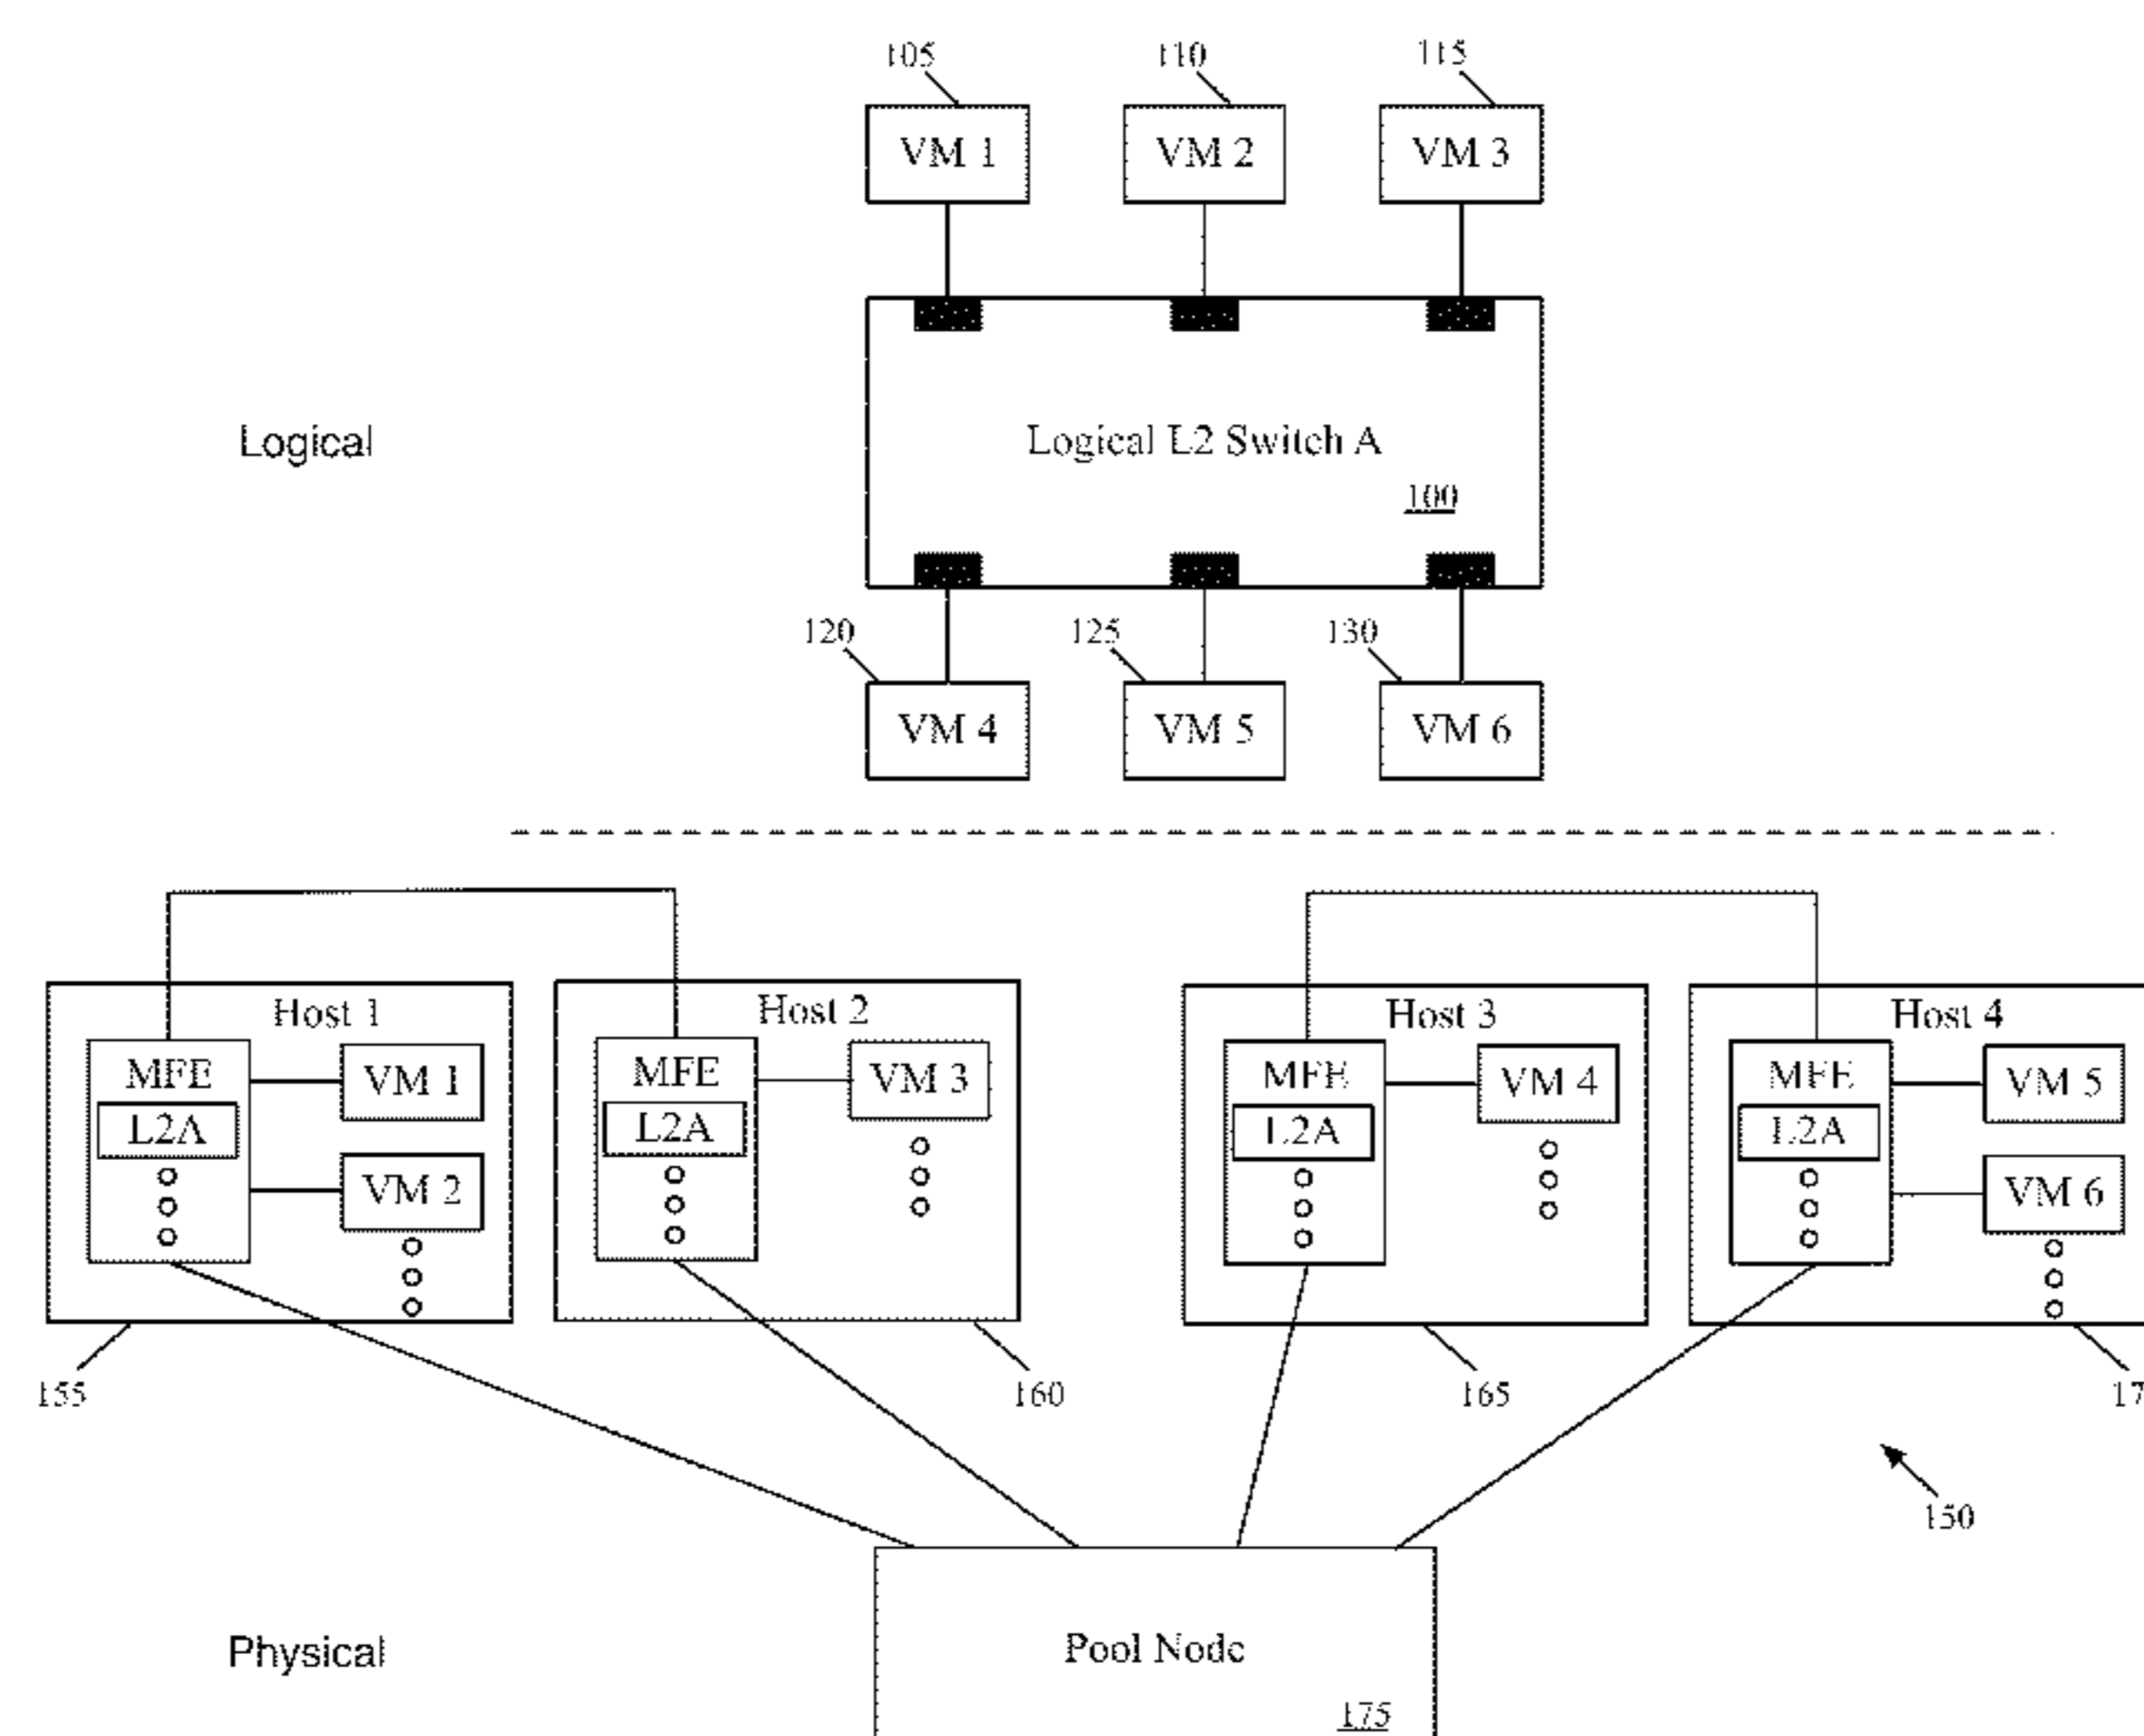 105 110 115
VM 1 VM 2 VM 3
Logical
Logical L2 Switch A
100
120 125 130
VM 4 VM 5 VM 6
Host 1 Host 2 Host 3 Host 4
MFE VM 1 MFE VM 3 MFE VM 4 MFE VM 5
L2A L2A L2A L2A
VM 2 VM 6
155 160 165 17
150
Physical
Pool Node
175